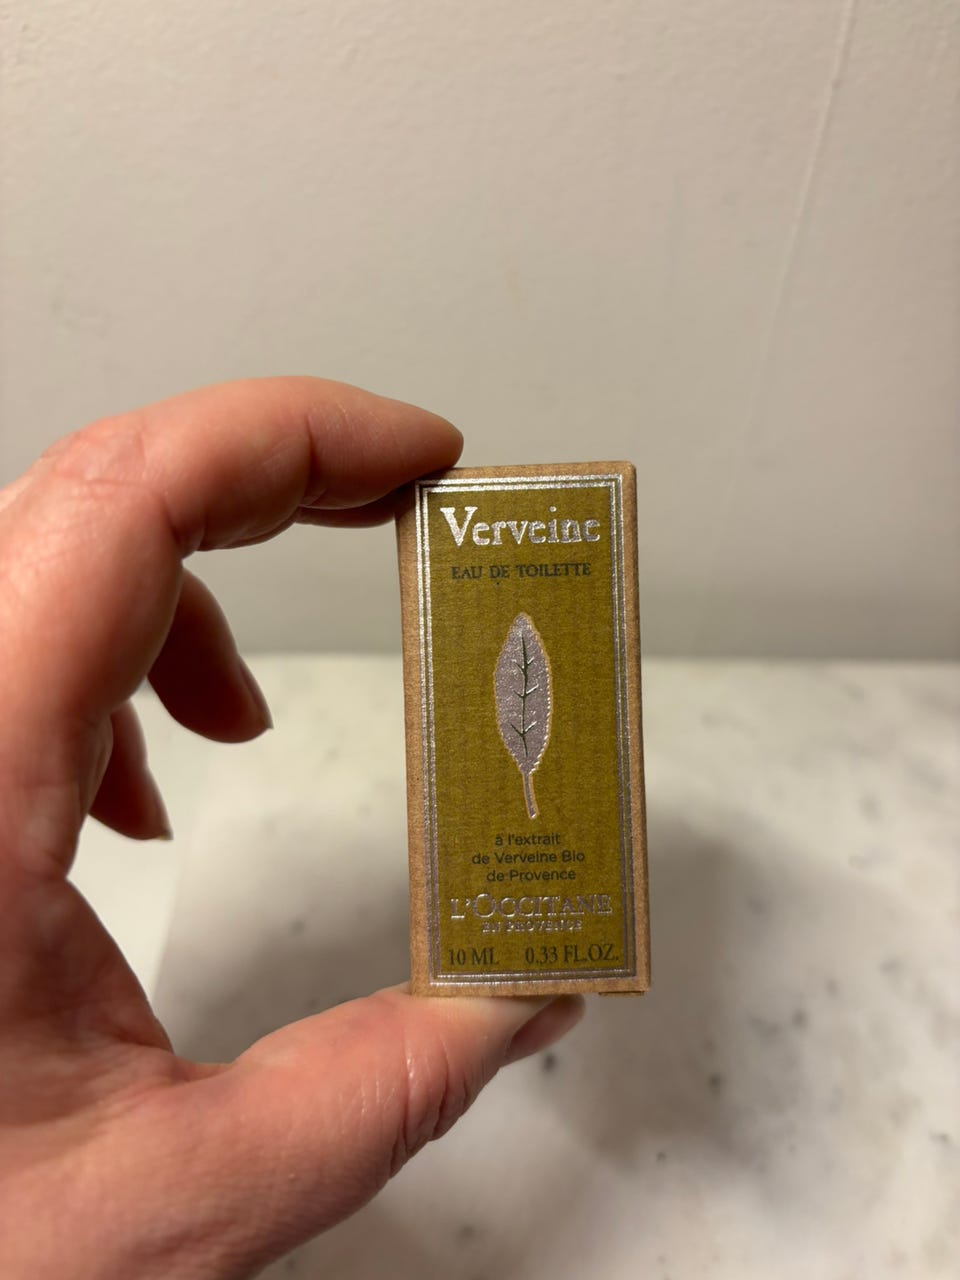 Verveine
EAU DE TOILETTE
à l'extrait
de Verveine Bio
de Provence
L'OCCITANE
EN PROVENCE
10 ML 0.33 FL.OZ.